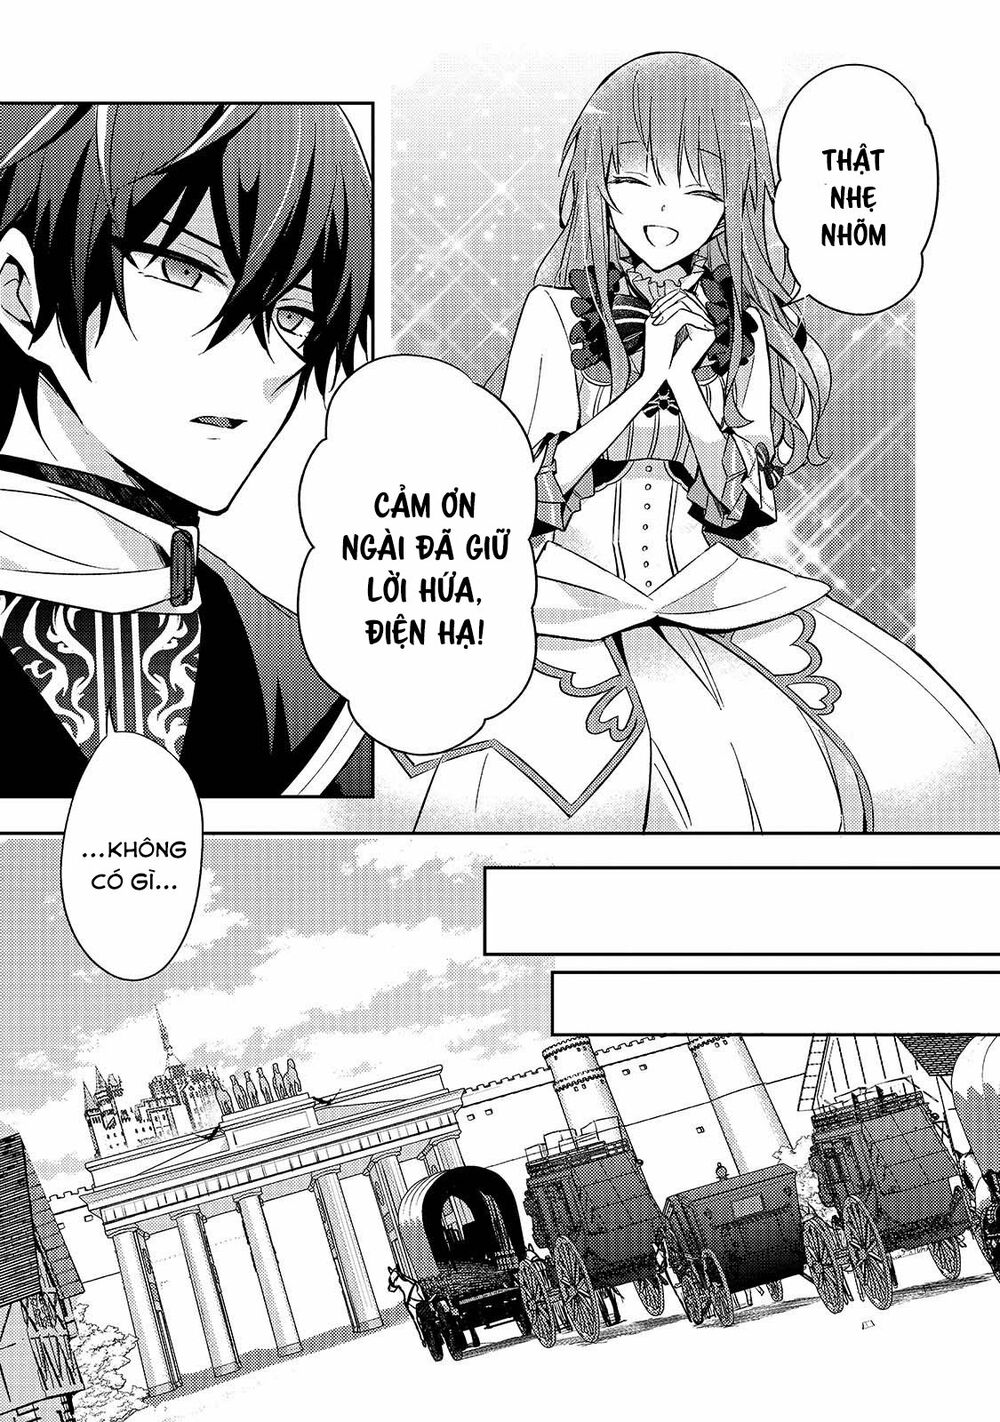 THẬT
NHẸ
NHÕM
CẢM ƠN
NGÀI ĐÃ GIỮ
LỜI HỨA,
ĐIỆN HẠ!
...KHÔNG
CÓ GÌ...